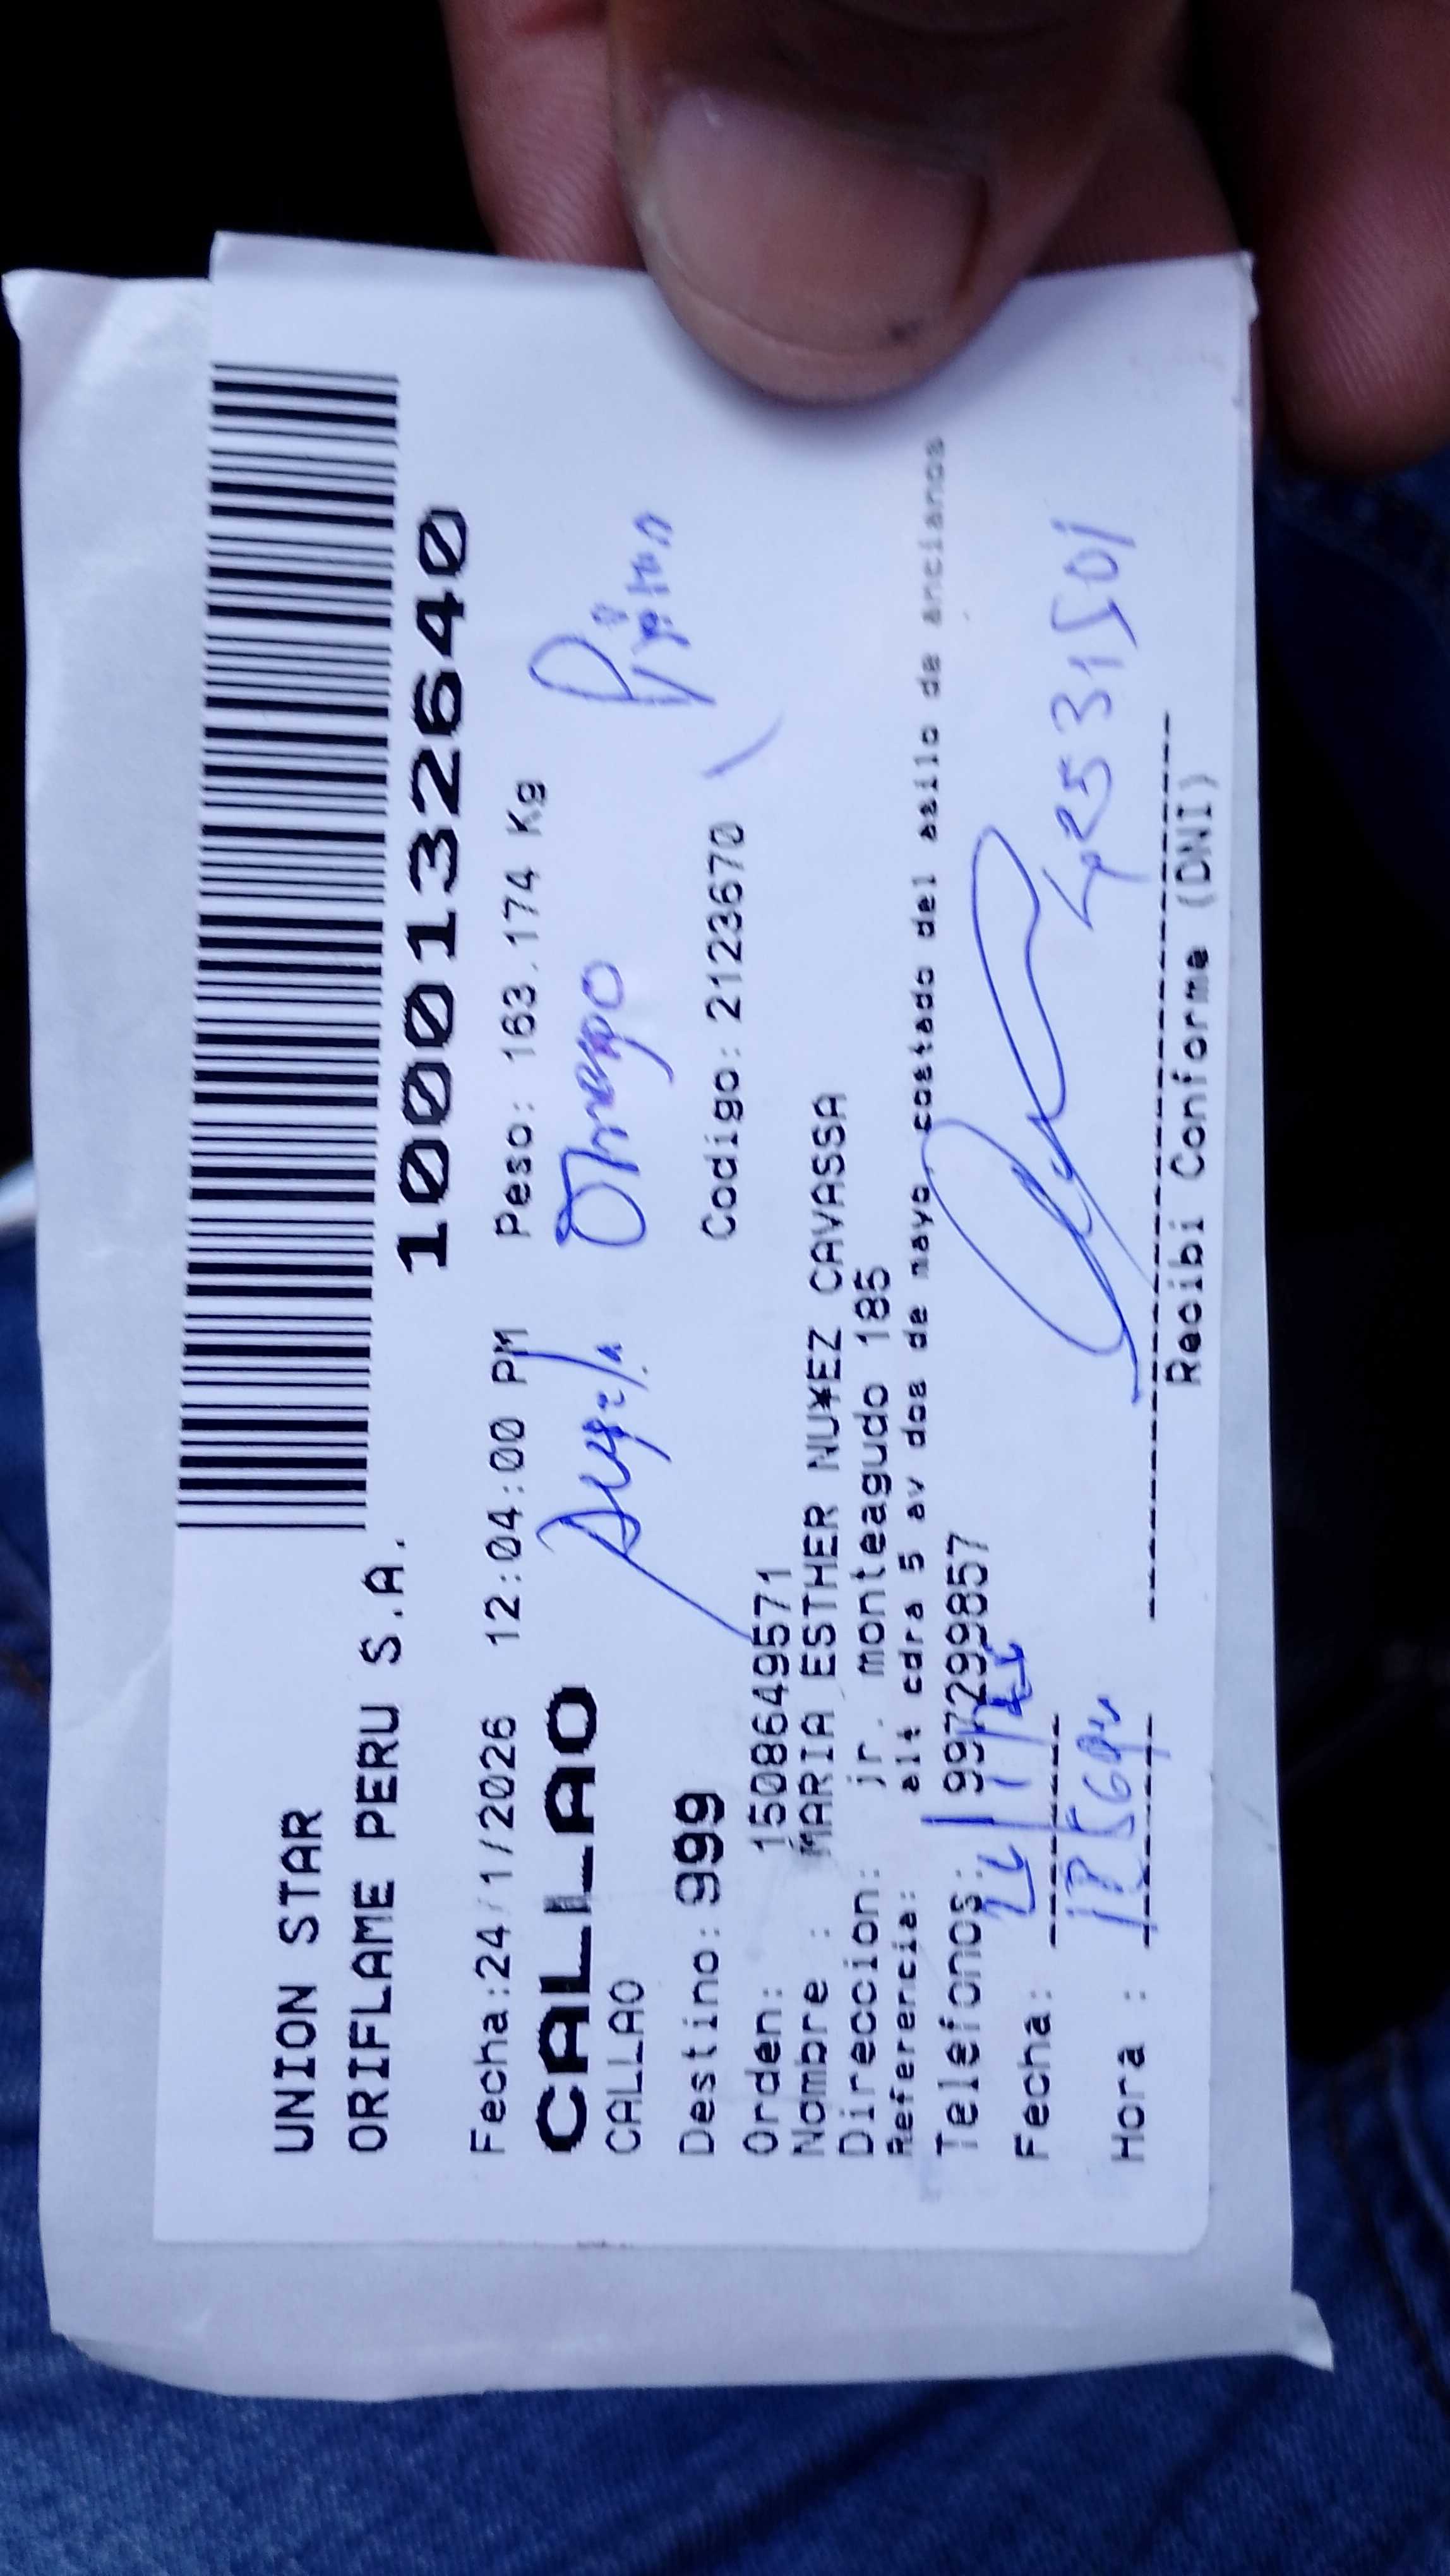 UNION STAR
ORIFLAME PERU S.A.
1000132640
Fecha:24/1/2026 12:04:00 PM Peso: 163.174 Kg
CALLAO
CALLAO
Destino: 999 Codigo: 2123670
Orden: 1508649571
Nombre : MARIA ESTHER NU¥EZ CAVASSA
Direccion: jr. monteagudo 185
Referencia: alt cdra 5 av dos de mayo, costado del asilo de ancianos
Telefonos: 997299857
Fecha:
Hora :
Recibi Conforme (DNI)